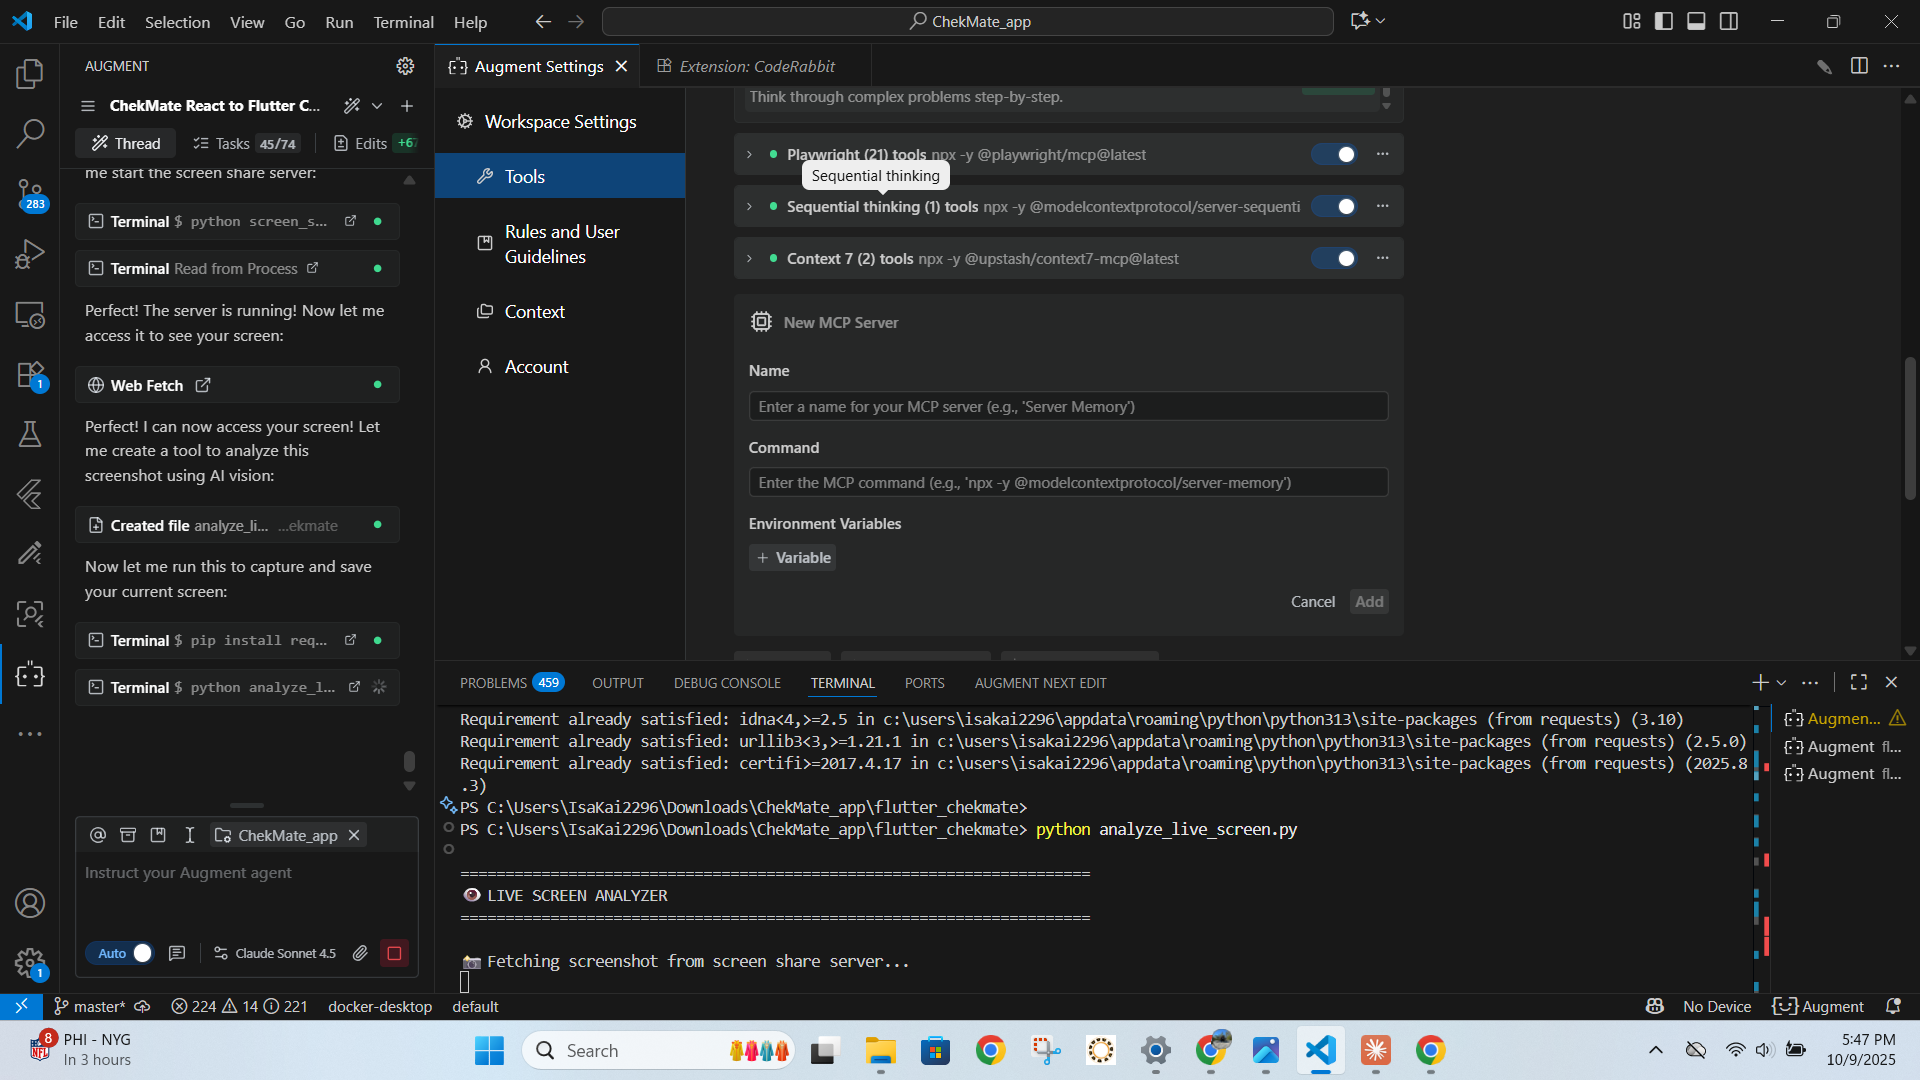 File Edit Selection View Go Run Terminal Help
ChekMate_app
AUGMENT
ChekMate React to Flutter C...
Thread
Tasks 45/74
Edits +67
me start the screen share server:
Terminal $ python screen_s...
Terminal Read from Process
Perfect! The server is running! Now let me
access it to see your screen:
Web Fetch
Perfect! I can now access your screen! Let
me create a tool to analyze this
screenshot using AI vision:
Created file analyze_li... ...ekmate
Now let me run this to capture and save
your current screen:
Terminal $ pip install req...
Terminal $ python analyze_l...
ChekMate_app
Instruct your Augment agent
Auto
Claude Sonnet 4.5
283
1
1
Augment Settings
Extension: CodeRabbit
Workspace Settings
Tools
Rules and User
Guidelines
Context
Account
Think through complex problems step-by-step.
Playwright (21) tools npx -y @playwright/mcp@latest
Sequential thinking
Sequential thinking (1) tools npx -y @modelcontextprotocol/server-sequenti
Context 7 (2) tools npx -y @upstash/context7-mcp@latest
New MCP Server
Name
Enter a name for your MCP server (e.g., 'Server Memory')
Command
Enter the MCP command (e.g., 'npx -y @modelcontextprotocol/server-memory')
Environment Variables
+ Variable
Cancel Add
PROBLEMS 459 OUTPUT DEBUG CONSOLE TERMINAL PORTS AUGMENT NEXT EDIT
Requirement already satisfied: idna<4,>=2.5 in c:\users\isakai2296\appdata\roaming\python\python313\site-packages (from requests) (3.10)
Requirement already satisfied: urllib3<3,>=1.21.1 in c:\users\isakai2296\appdata\roaming\python\python313\site-packages (from requests) (2.5.0)
Requirement already satisfied: certifi>=2017.4.17 in c:\users\isakai2296\appdata\roaming\python\python313\site-packages (from requests) (2025.8
.3)
PS C:\Users\IsaKai2296\Downloads\ChekMate_app\flutter_chekmate>
PS C:\Users\IsaKai2296\Downloads\ChekMate_app\flutter_chekmate> python analyze_live_screen.py
======================================================================
LIVE SCREEN ANALYZER
======================================================================
Fetching screenshot from screen share server...
Augmen...
Augment fl...
Augment fl...
master* 224 14 221 docker-desktop default
No Device Augment
8
PHI - NYG
In 3 hours
Search
5:47 PM
10/9/2025